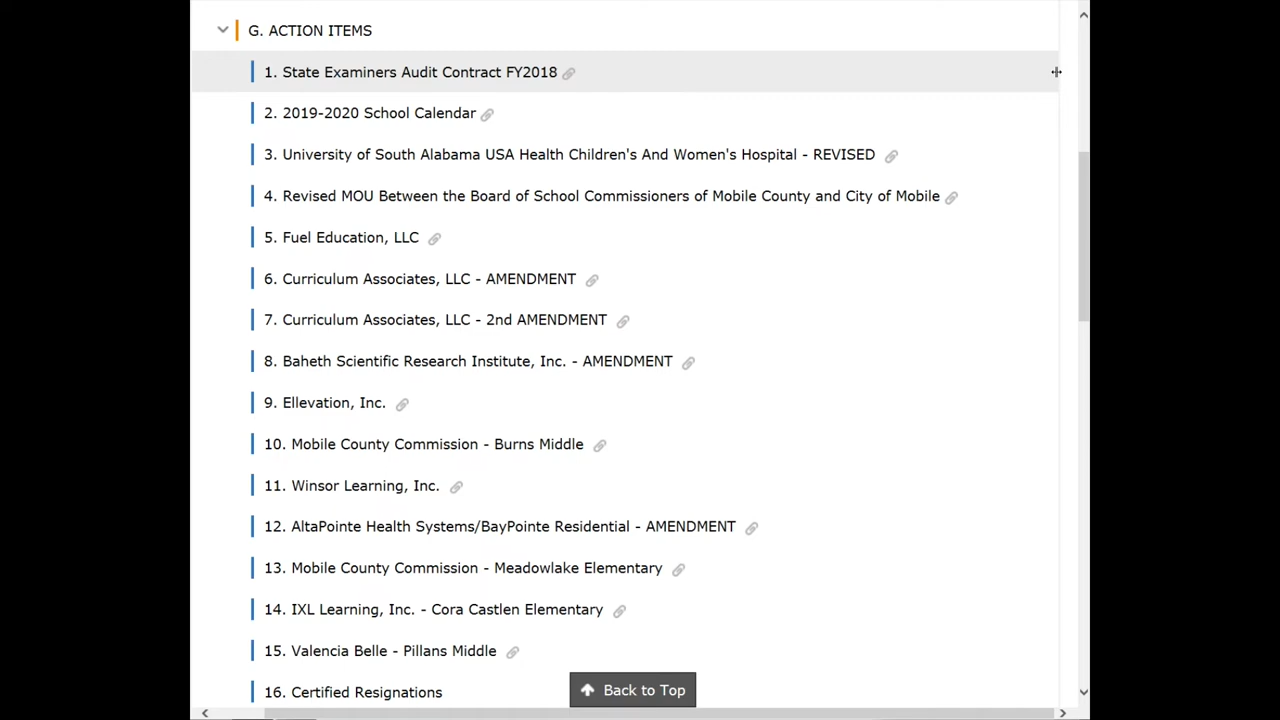 G. ACTION ITEMS
1. State Examiners Audit Contract FY2018
2. 2019-2020 School Calendar
3. University of South Alabama USA Health Children's And Women's Hospital - REVISED
4. Revised MOU Between the Board of School Commissioners of Mobile County and City of Mobile
5. Fuel Education, LLC
6. Curriculum Associates, LLC - AMENDMENT
7. Curriculum Associates, LLC - 2nd AMENDMENT
8. Baheth Scientific Research Institute, Inc. - AMENDMENT
9. Ellevation, Inc.
10. Mobile County Commission - Burns Middle
11. Winsor Learning, Inc.
12. AltaPointe Health Systems/BayPointe Residential - AMENDMENT
13. Mobile County Commission - Meadowlake Elementary
14. IXL Learning, Inc. - Cora Castlen Elementary
15. Valencia Belle - Pillans Middle
16. Certified Resignations
Back to Top